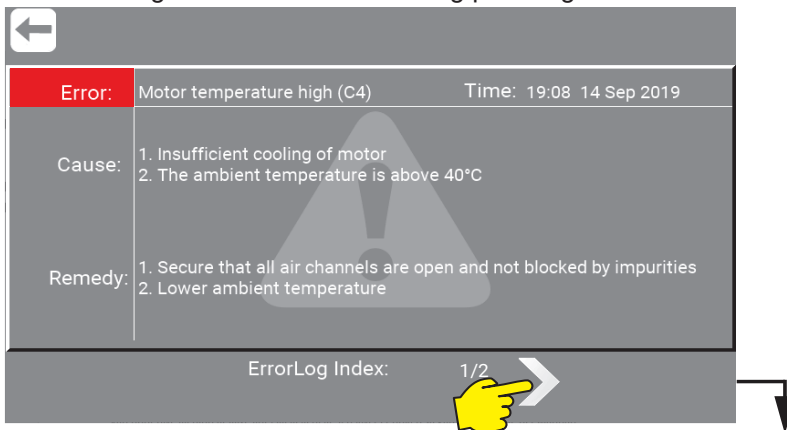 Error: Motor temperature high (C4) Time: 19:08 14 Sep 2019
Cause: 1. Insufficient cooling of motor
2. The ambient temperature is above 40°C
Remedy: 1. Secure that all air channels are open and not blocked by impurities
2. Lower ambient temperature
ErrorLog Index: 1/2